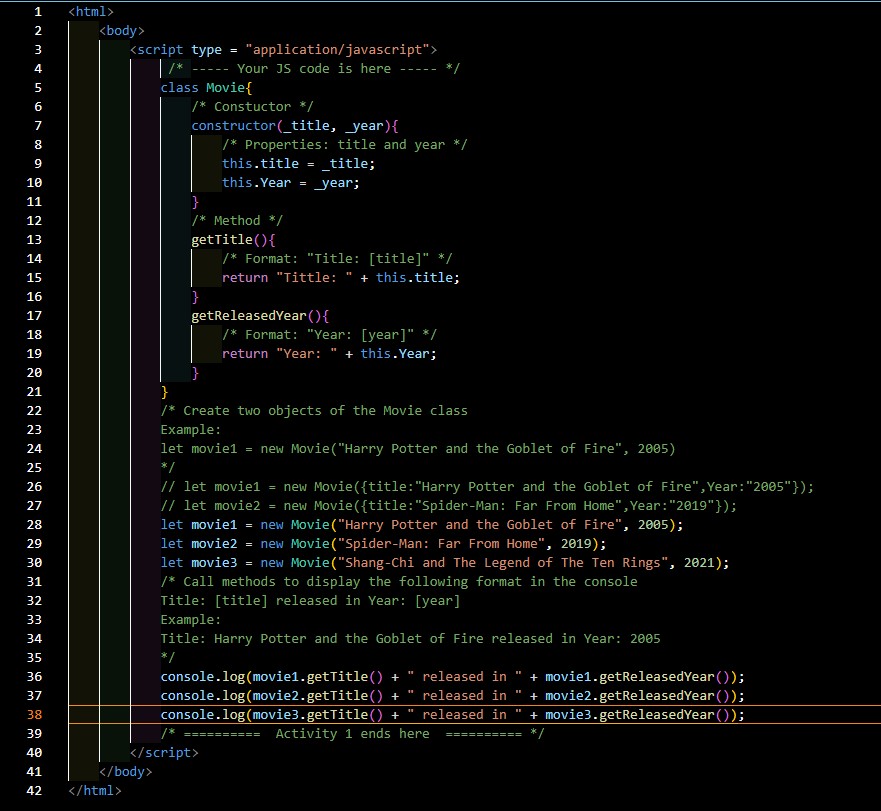 1 <html>
2 <body>
3 <script type = "application/javascript">
4 /* ----- Your JS code is here ----- */
5 class Movie{
6 /* Constuctor */
7 constructor(_title, _year){
8 /* Properties: title and year */
9 this.title = _title;
10 this.Year = _year;
11 }
12 /* Method */
13 getTitle(){
14 /* Format: "Title: [title]" */
15 return "Tittle: " + this.title;
16 }
17 getReleasedYear(){
18 /* Format: "Year: [year]" */
19 return "Year: " + this.Year;
20 }
21 }
22 /* Create two objects of the Movie class
23 Example:
24 let movie1 = new Movie("Harry Potter and the Goblet of Fire", 2005)
25 */
26 // let movie1 = new Movie({title:"Harry Potter and the Goblet of Fire",Year:"2005"});
27 // let movie2 = new Movie({title:"Spider-Man: Far From Home",Year:"2019"});
28 let movie1 = new Movie("Harry Potter and the Goblet of Fire", 2005);
29 let movie2 = new Movie("Spider-Man: Far From Home", 2019);
30 let movie3 = new Movie("Shang-Chi and The Legend of The Ten Rings", 2021);
31 /* Call methods to display the following format in the console
32 Title: [title] released in Year: [year]
33 Example:
34 Title: Harry Potter and the Goblet of Fire released in Year: 2005
35 */
36 console.log(movie1.getTitle() + " released in " + movie1.getReleasedYear());
37 console.log(movie2.getTitle() + " released in " + movie2.getReleasedYear());
38 console.log(movie3.getTitle() + " released in " + movie3.getReleasedYear());
39 /* ========== Activity 1 ends here ========== */
40 </script>
41 </body>
42 </html>